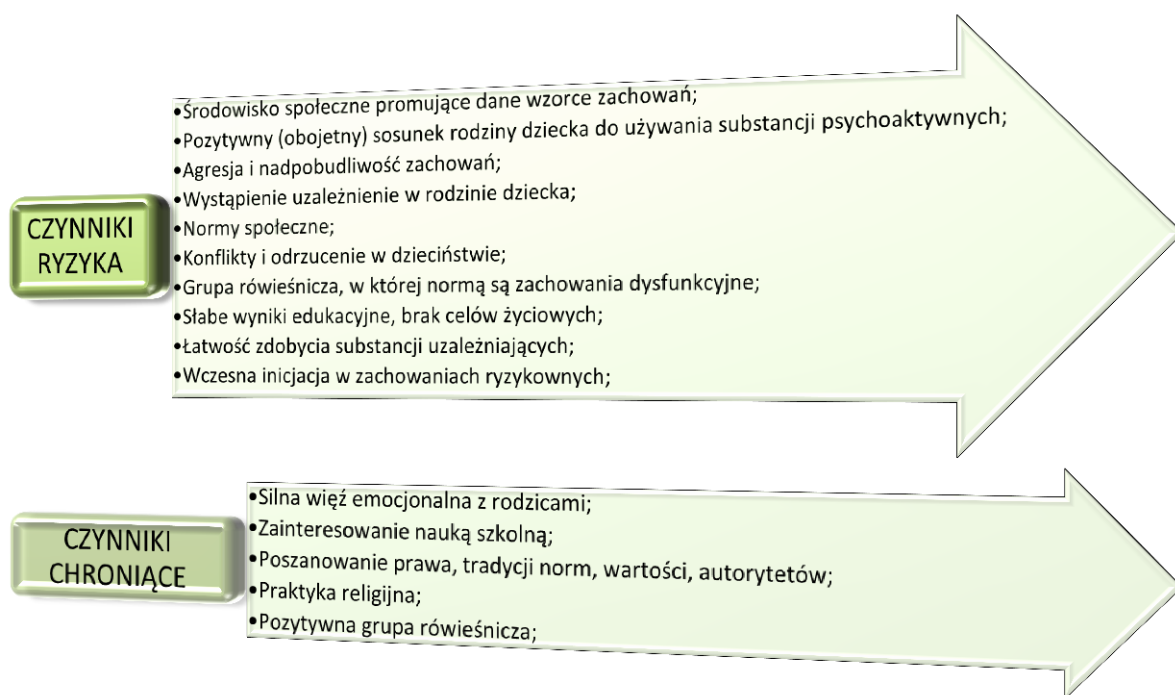 CZYNNIKI
RYZYKA
•Środowisko społeczne promujące dane wzorce zachowań;
•Pozytywny (obojetny) sosunek rodziny dziecka do używania substancji psychoaktywnych;
•Agresja i nadpobudliwość zachowań;
•Wystąpienie uzależnienie w rodzinie dziecka;
•Normy społeczne;
•Konflikty i odrzucenie w dzieciństwie;
•Grupa rówieśnicza, w której normą są zachowania dysfunkcyjne;
•Słabe wyniki edukacyjne, brak celów życiowych;
•Łatwość zdobycia substancji uzależniających;
•Wczesna inicjacja w zachowaniach ryzykownych;
CZYNNIKI
CHRONIĄCE
•Silna więź emocjonalna z rodzicami;
•Zainteresowanie nauką szkolną;
•Poszanowanie prawa, tradycji norm, wartości, autorytetów;
•Praktyka religijna;
•Pozytywna grupa rówieśnicza;